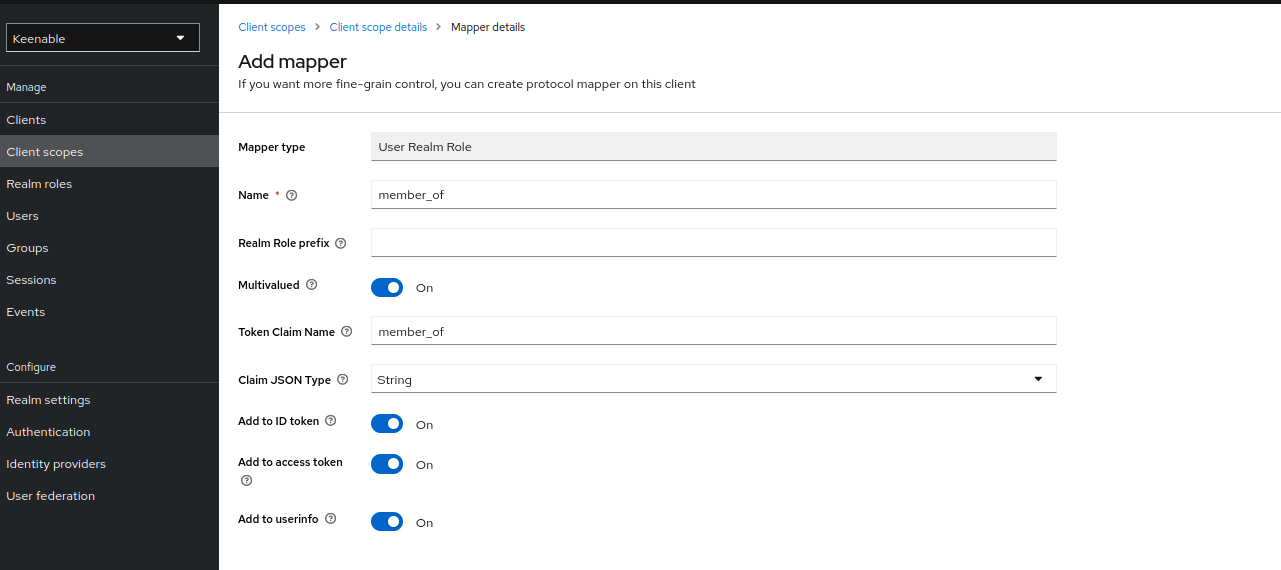 Keenable
Manage
Clients
Client scopes
Realm roles
Users
Groups
Sessions
Events
Configure
Realm settings
Authentication
Identity providers
User federation
Client scopes > Client scope details > Mapper details
Add mapper
If you want more fine-grain control, you can create protocol mapper on this client
Mapper type User Realm Role
Name * member_of
Realm Role prefix
Multivalued On
Token Claim Name member_of
Claim JSON Type String
Add to ID token On
Add to access token On
Add to userinfo On